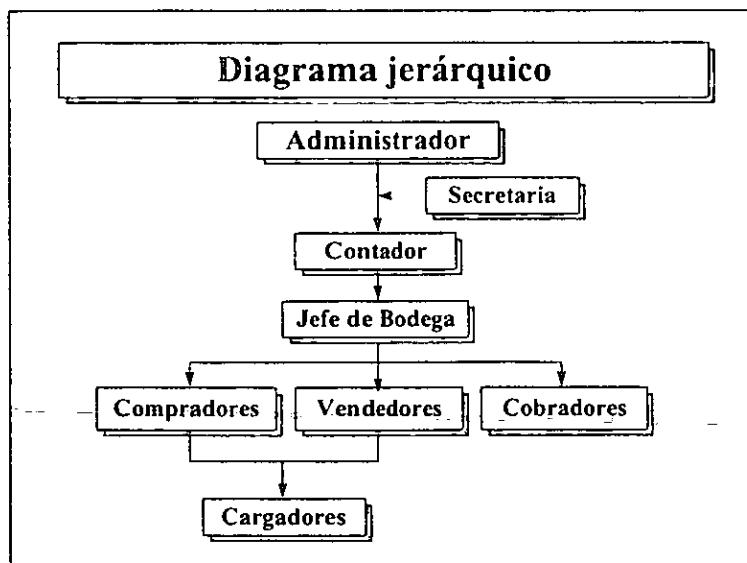 Diagrama jerárquico
Administrador
Secretaria
Contador
Jefe de Bodega
Compradores
Vendedores
Cobradores
Cargadores